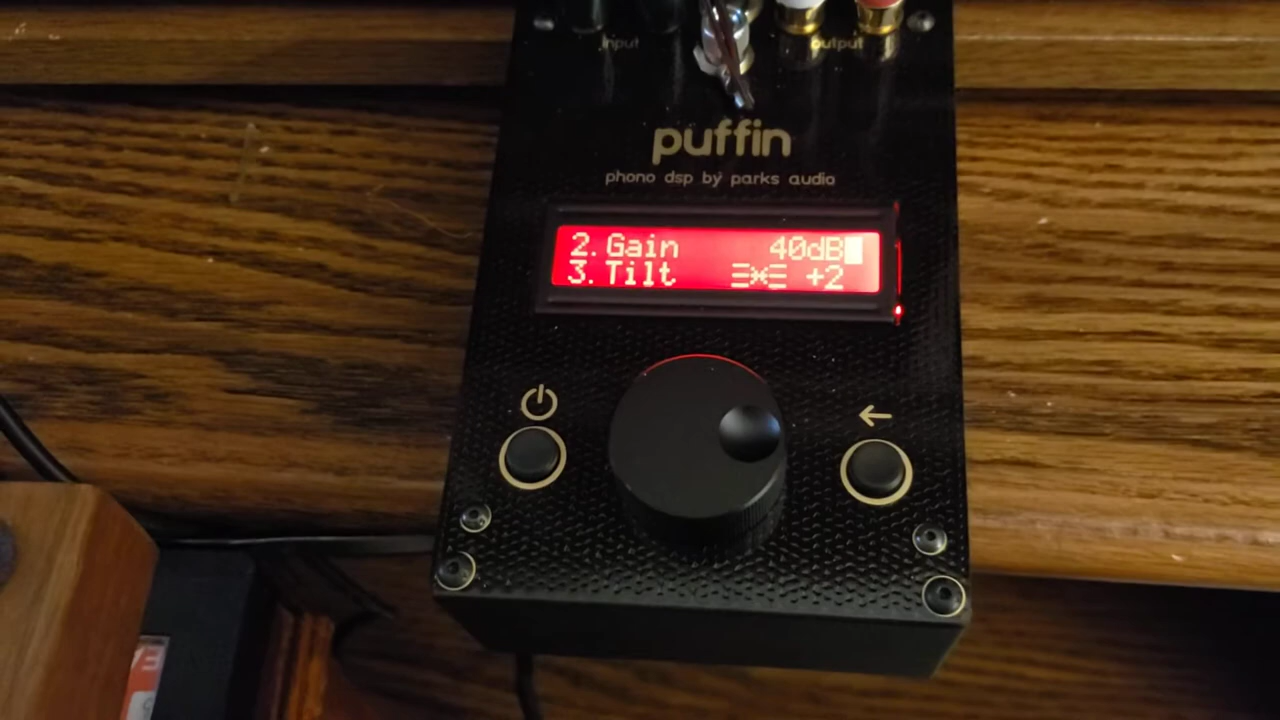 input output
puffin
phono dsp by parks audio
2.Gain 40dB
3.Tilt +2